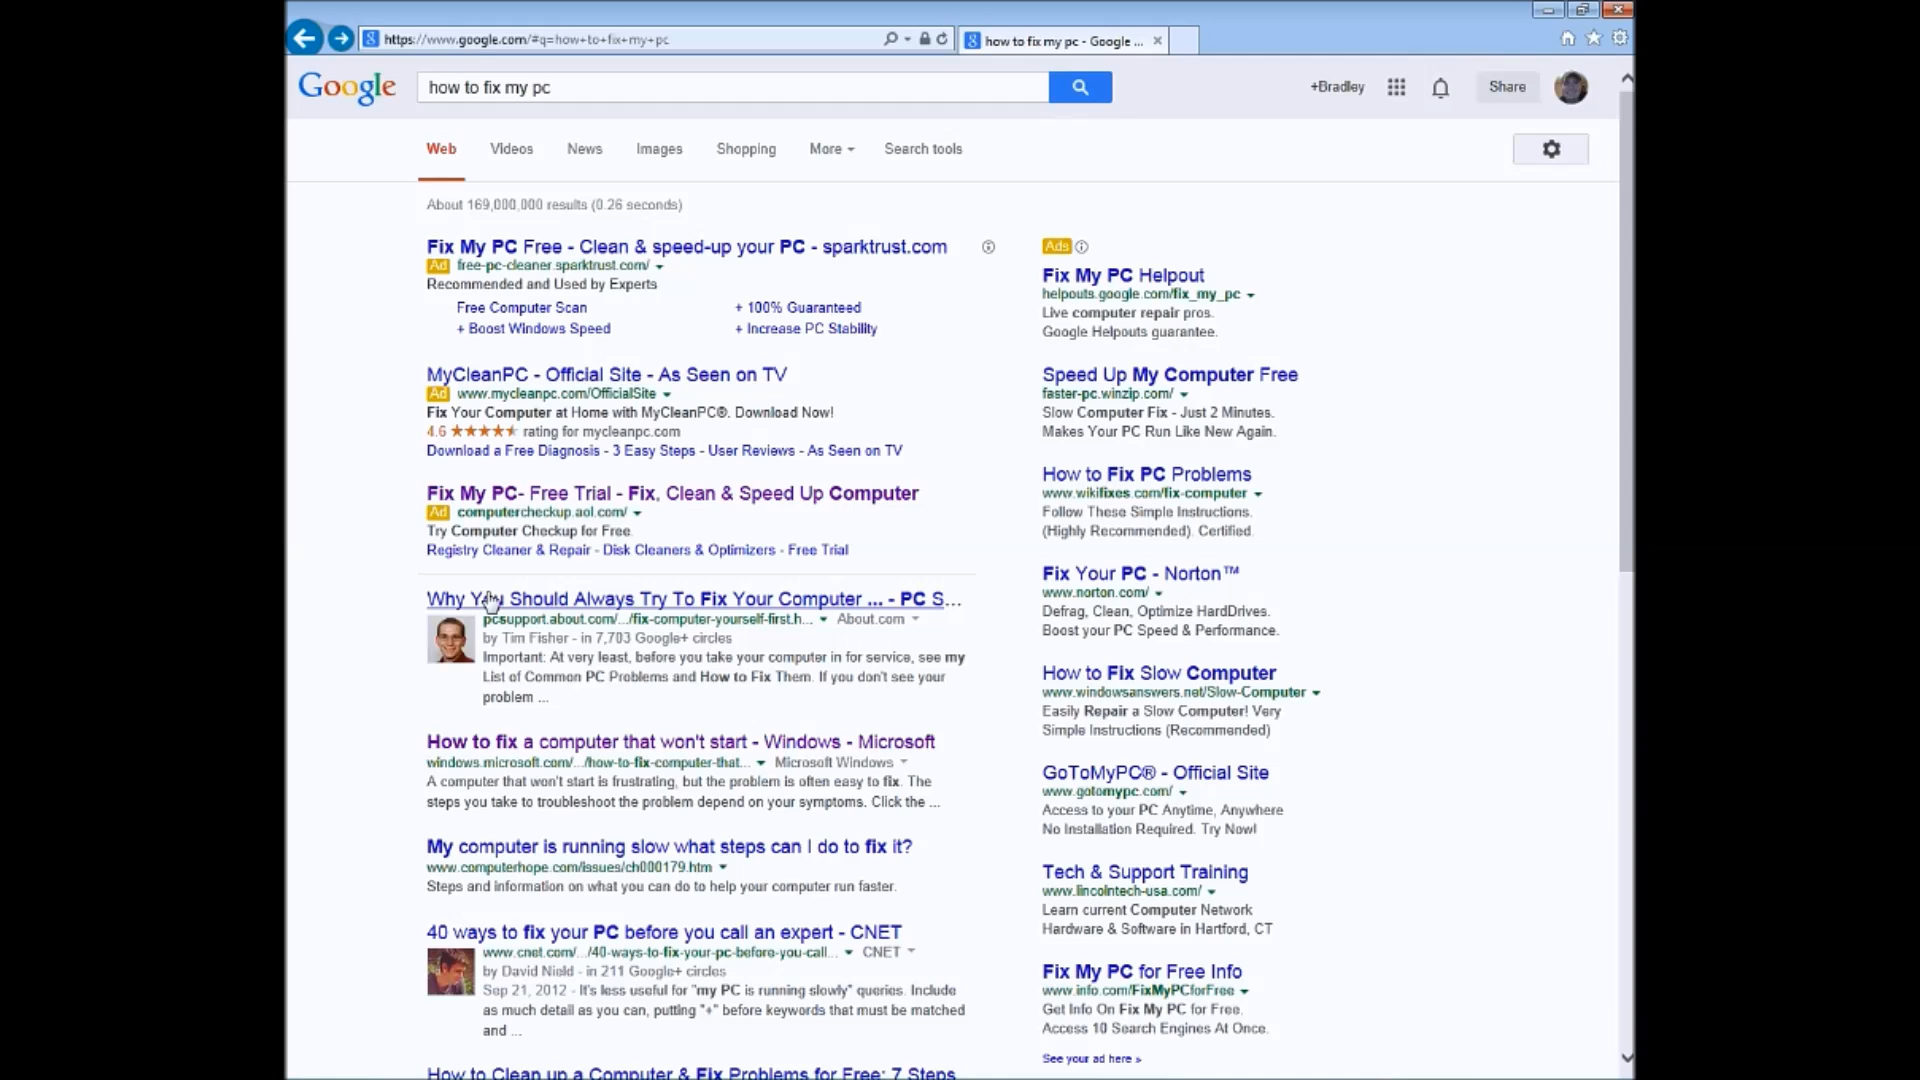 https://www.google.com/#q=how+to+fix+my+pc
how to fix my pc - Google ...
Google
how to fix my pc
+Bradley
Share
Web Videos News Images Shopping More Search tools
About 169,000,000 results (0.26 seconds)
Fix My PC Free - Clean & speed-up your PC - sparktrust.com
Ad free-pc-cleaner.sparktrust.com/
Recommended and Used by Experts
Free Computer Scan + 100% Guaranteed
+ Boost Windows Speed + Increase PC Stability
MyCleanPC - Official Site - As Seen on TV
Ad www.mycleanpc.com/OfficialSite
Fix Your Computer at Home with MyCleanPC®. Download Now!
4.6 ★★★★★ rating for mycleanpc.com
Download a Free Diagnosis - 3 Easy Steps - User Reviews - As Seen on TV
Fix My PC- Free Trial - Fix, Clean & Speed Up Computer
Ad computercheckup.aol.com/
Try Computer Checkup for Free.
Registry Cleaner & Repair - Disk Cleaners & Optimizers - Free Trial
Why You Should Always Try To Fix Your Computer ... - PC S...
pcsupport.about.com/.../fix-computer-yourself-first.h... About.com
by Tim Fisher - in 7,703 Google+ circles
Important: At very least, before you take your computer in for service, see my
List of Common PC Problems and How to Fix Them. If you don't see your
problem ...
How to fix a computer that won't start - Windows - Microsoft
windows.microsoft.com/.../how-to-fix-computer-that... Microsoft Windows
A computer that won't start is frustrating, but the problem is often easy to fix. The
steps you take to troubleshoot the problem depend on your symptoms. Click the ...
My computer is running slow what steps can I do to fix it?
www.computerhope.com/issues/ch000179.htm
Steps and information on what you can do to help your computer run faster.
40 ways to fix your PC before you call an expert - CNET
www.cnet.com/.../40-ways-to-fix-your-pc-before-you-call... CNET
by David Nield - in 211 Google+ circles
Sep 21, 2012 - It's less useful for "my PC is running slowly" queries. Include
as much detail as you can, putting "+" before keywords that must be matched
and ...
How to Clean up a Computer & Fix Problems for Free: 7 Steps
Ads
Fix My PC Helpout
helpouts.google.com/fix_my_pc
Live computer repair pros.
Google Helpouts guarantee.
Speed Up My Computer Free
faster-pc.winzip.com/
Slow Computer Fix - Just 2 Minutes.
Makes Your PC Run Like New Again.
How to Fix PC Problems
www.wikifixes.com/fix-computer
Follow These Simple Instructions.
(Highly Recommended). Certified.
Fix Your PC - Norton™
www.norton.com/
Defrag, Clean, Optimize HardDrives.
Boost your PC Speed & Performance.
How to Fix Slow Computer
www.windowsanswers.net/Slow-Computer
Easily Repair a Slow Computer! Very
Simple Instructions (Recommended)
GoToMyPC® - Official Site
www.gotomypc.com/
Access to your PC Anytime, Anywhere
No Installation Required. Try Now!
Tech & Support Training
www.lincolntech-usa.com/
Learn current Computer Network
Hardware & Software in Hartford, CT
Fix My PC for Free Info
www.info.com/FixMyPCforFree
Get Info On Fix My PC for Free.
Access 10 Search Engines At Once.
See your ad here »